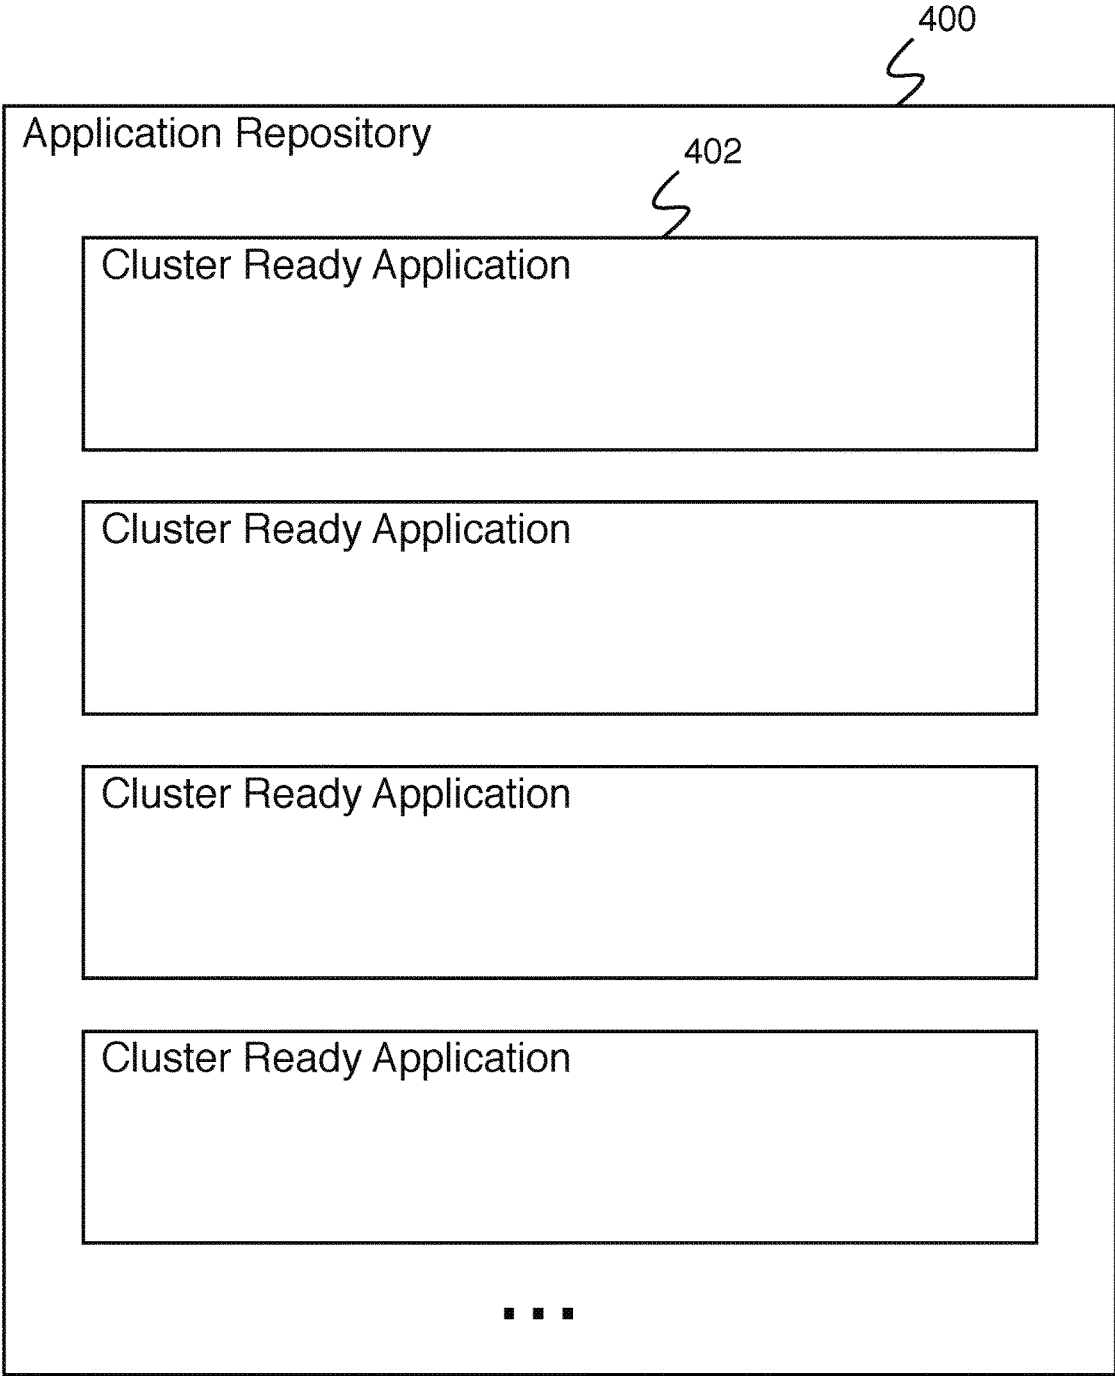 400
Application Repository
402
Cluster Ready Application
Cluster Ready Application
Cluster Ready Application
Cluster Ready Application
...